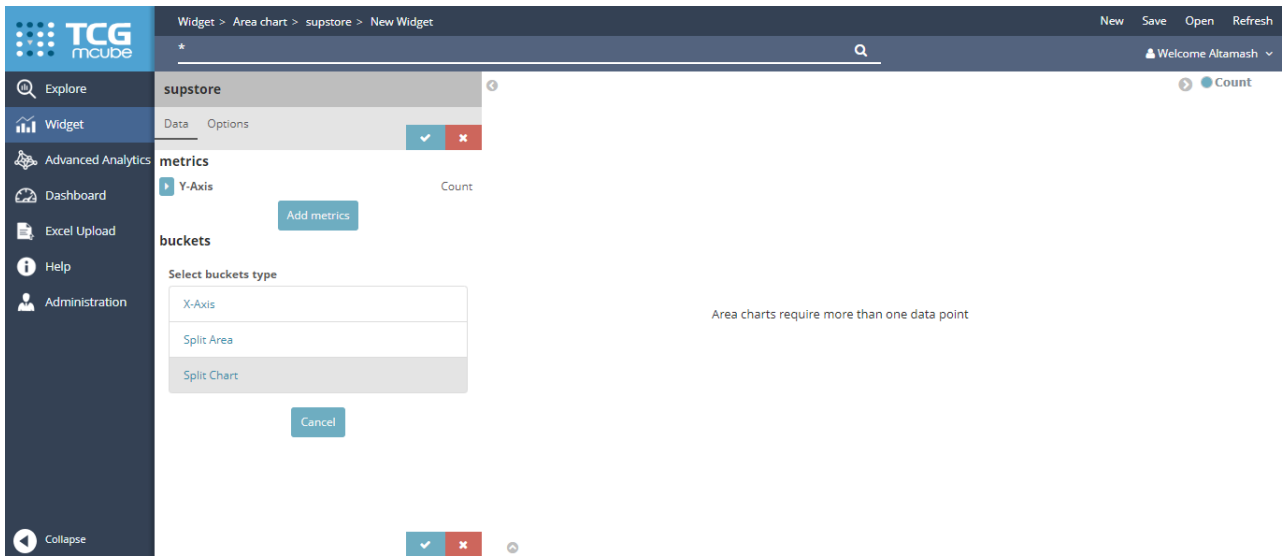 TCG
mcube
Widget > Area chart > supstore > New Widget
New Save Open Refresh
*
Welcome Altamash
Explore
Widget
Advanced Analytics
Dashboard
Excel Upload
Help
Administration
Collapse
supstore
Data Options
metrics
Y-Axis Count
Add metrics
buckets
Select buckets type
X-Axis
Split Area
Split Chart
Cancel
Count
Area charts require more than one data point